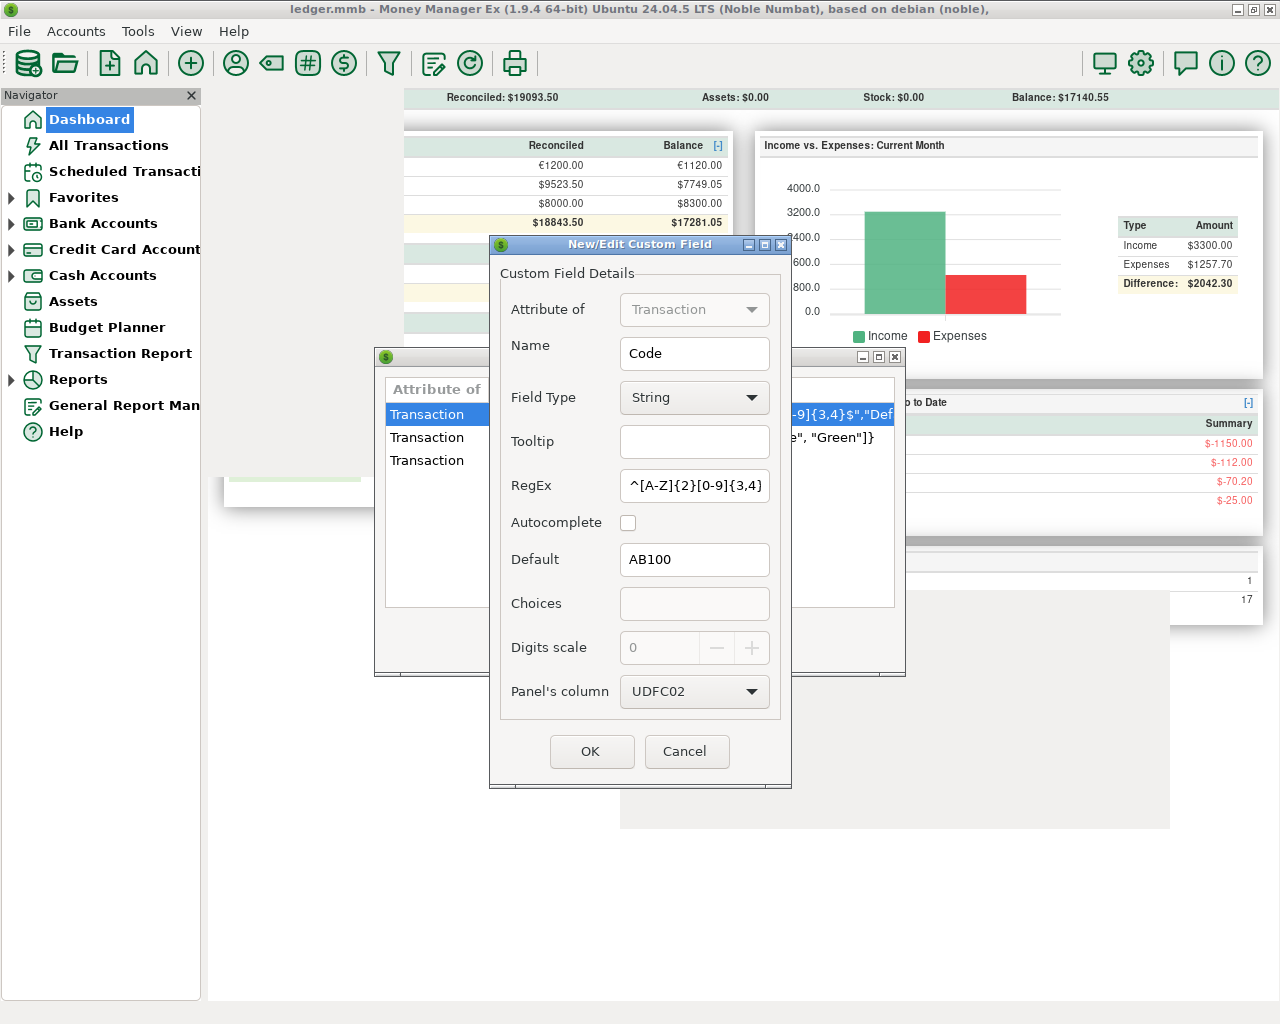 ledger.mmb - Money Manager Ex (1.9.4 64-bit) Ubuntu 24.04.5 LTS (Noble Numbat), based on debian (noble),
File Accounts Tools View Help
Navigator
Dashboard
All Transactions
Scheduled Transacti
Favorites
Bank Accounts
Credit Card Account
Cash Accounts
Assets
Budget Planner
Transaction Report
Reports
General Report Man
Help
Reconciled: $19093.50 Assets: $0.00 Stock: $0.00 Balance: $17140.55
Reconciled Balance [-]
€1200.00 €1120.00
$9523.50 $7749.05
$8000.00 $8300.00
$18843.50 $17281.05
Income vs. Expenses: Current Month
4000.0
3200.0
2400.0
600.0
800.0
0.0
Income Expenses
Type Amount
Income $3300.00
Expenses $1257.70
Difference: $2042.30
o to Date [-]
Summary
$-1150.00
$-112.00
$-70.20
$-25.00
1
17
Attribute of
Transaction -9]{3,4}$","Def
Transaction e", "Green"]}
Transaction
New/Edit Custom Field
Custom Field Details
Attribute of Transaction
Name Code
Field Type String
Tooltip
RegEx ^[A-Z]{2}[0-9]{3,4}
Autocomplete
Default AB100
Choices
Digits scale 0
Panel's column UDFC02
OK Cancel